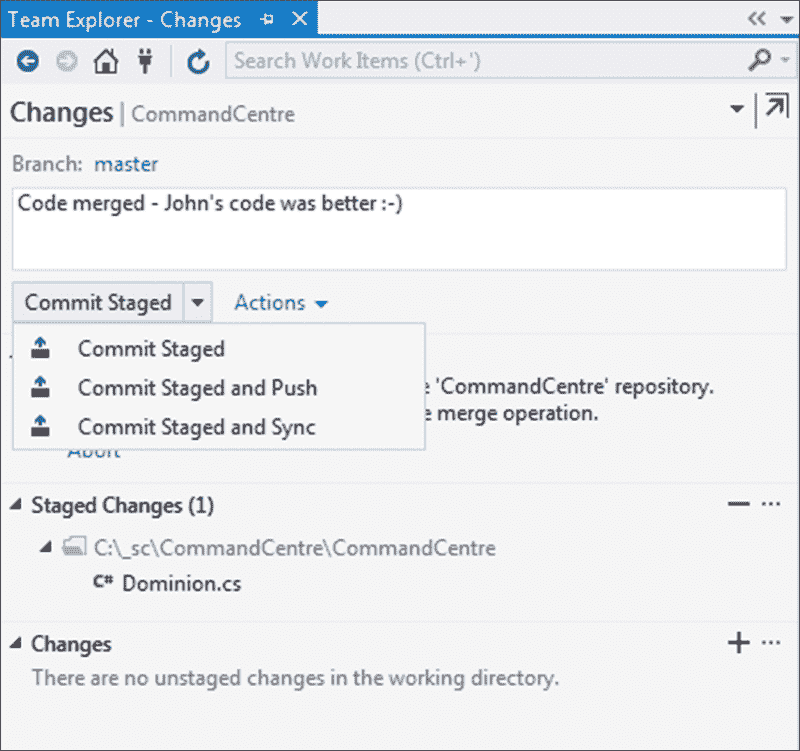 Team Explorer - Changes
Search Work Items (Ctrl+')
Changes | CommandCentre
Branch: master
Code merged - John's code was better :-)
Commit Staged Actions
Commit Staged
Commit Staged and Push
'CommandCentre' repository.
Commit Staged and Sync
merge operation.
Abort
Staged Changes (1)
C:\_sc\CommandCentre\CommandCentre
C# Dominion.cs
Changes
There are no unstaged changes in the working directory.